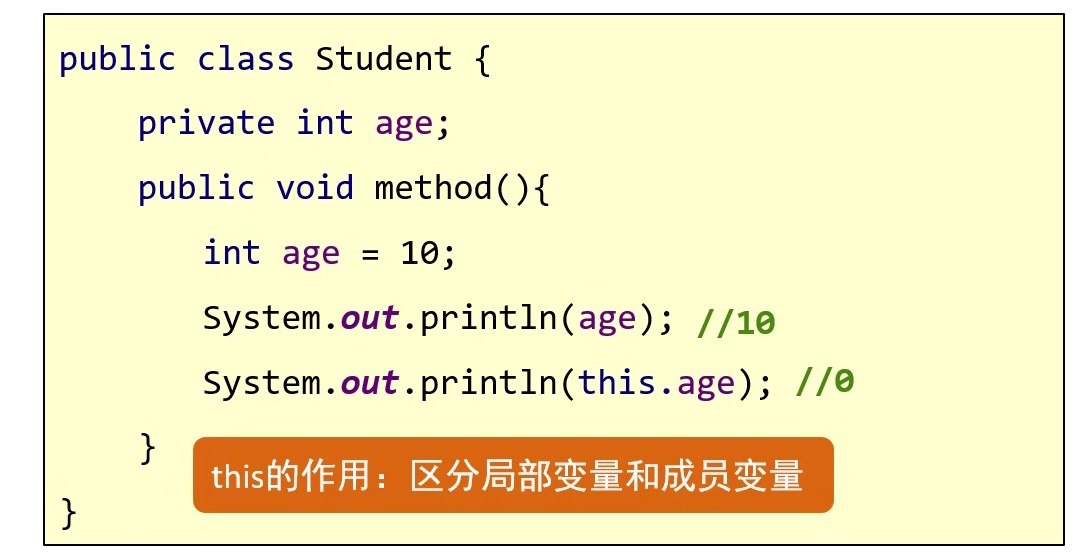 public class Student {
private int age;
public void method(){
int age = 10;
System.out.println(age); //10
System.out.println(this.age); //0
}
this的作用：区分局部变量和成员变量
}